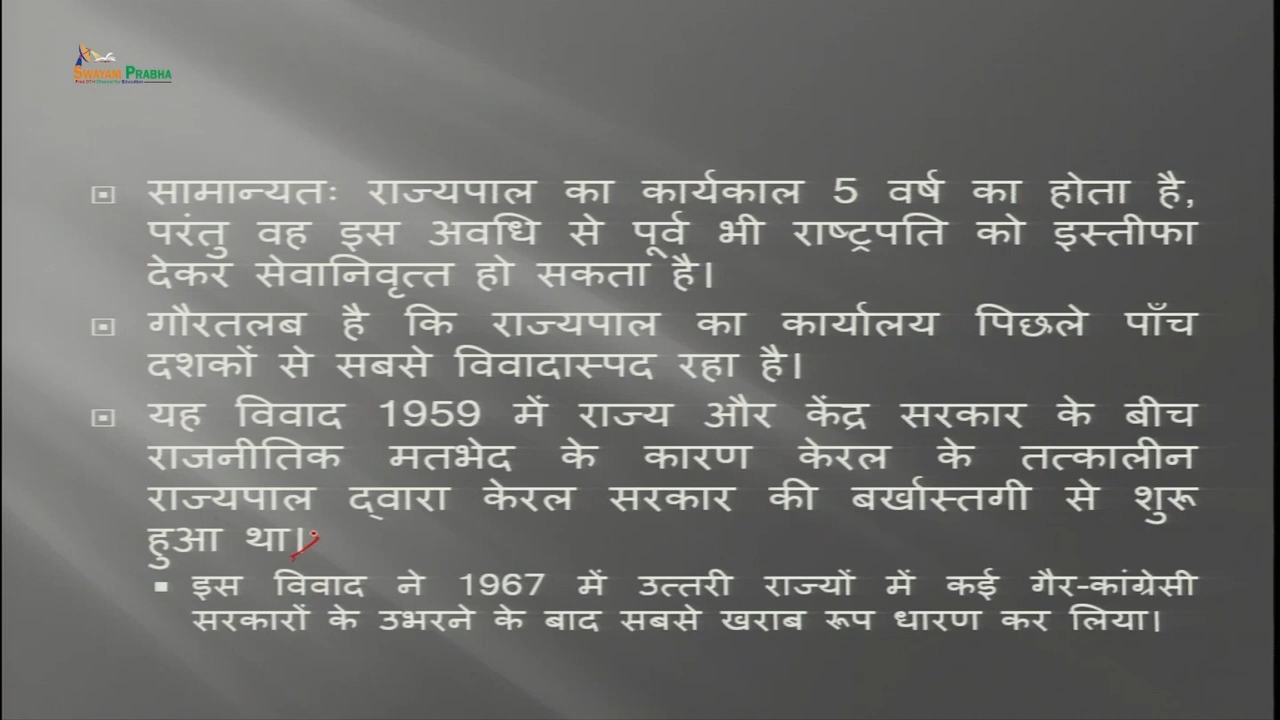 SWAYAM PRABHA
सामान्यतः राज्यपाल का कार्यकाल 5 वर्ष का होता है,
परंतु वह इस अवधि से पूर्व भी राष्ट्रपति को इस्तीफा
देकर सेवानिवृत्त हो सकता है।
गौरतलब है कि राज्यपाल का कार्यालय पिछले पाँच
दशकों से सबसे विवादास्पद रहा है।
यह विवाद 1959 में राज्य और केंद्र सरकार के बीच
राजनीतिक मतभेद के कारण केरल के तत्कालीन
राज्यपाल द्वारा केरल सरकार की बर्खास्तगी से शुरू
हुआ था।
इस विवाद ने 1967 में उत्तरी राज्यों में कई गैर-कांग्रेसी
सरकारों के उभरने के बाद सबसे खराब रूप धारण कर लिया।